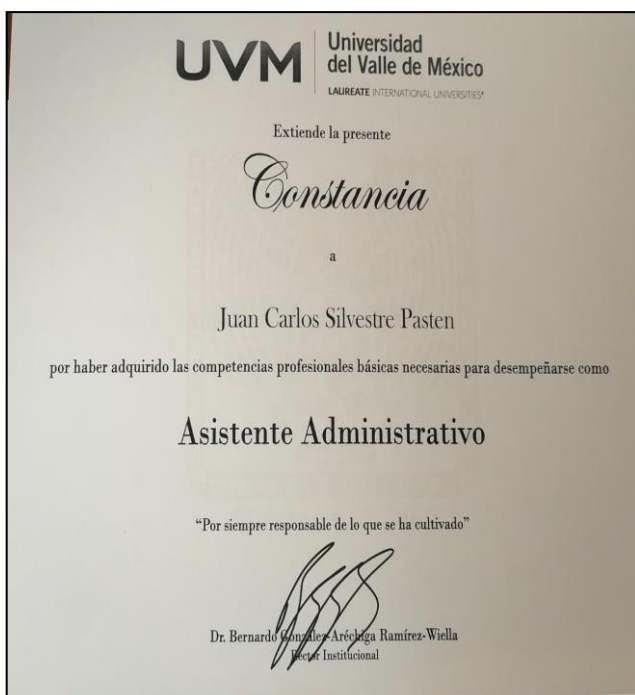 UVM
Universidad
del Valle de México
LAUREATE INTERNATIONAL UNIVERSITIES®
Extiende la presente
Constancia
a
Juan Carlos Silvestre Pasten
por haber adquirido las competencias profesionales básicas necesarias para desempeñarse como
Asistente Administrativo
“Por siempre responsable de lo que se ha cultivado”
Dr. Bernardo González-Aréchiga Ramírez-Wiella
Rector Institucional